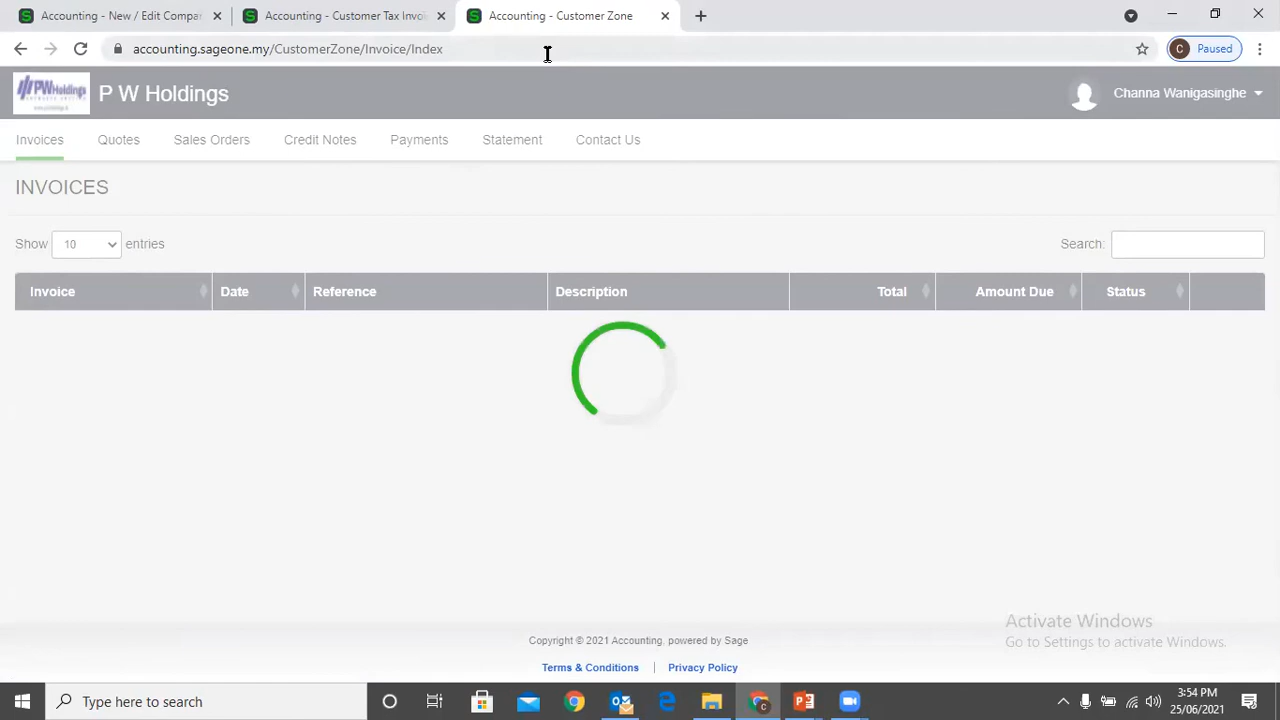 Accounting - New / Edit Compa
Accounting - Customer Tax Invoi
Accounting - Customer Zone
accounting.sageone.my/CustomerZone/Invoice/Index
C Paused
PWHoldings
P W Holdings
Channa Wanigasinghe
Invoices Quotes Sales Orders Credit Notes Payments Statement Contact Us
INVOICES
Show 10 entries
Search:
Invoice Date Reference Description Total Amount Due Status
Activate Windows
Go to Settings to activate Windows.
Copyright © 2021 Accounting, powered by Sage
Terms & Conditions | Privacy Policy
Type here to search
3:54 PM
25/06/2021